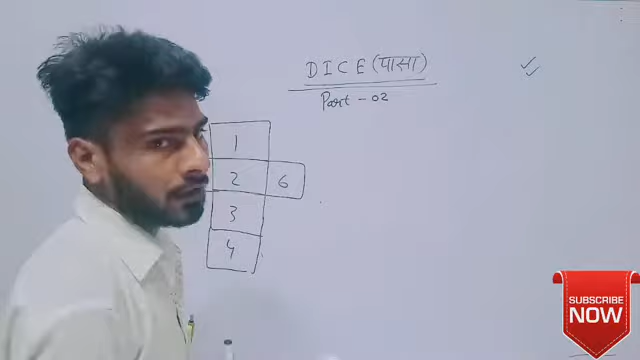 DICE (पासा)
Part - 02
1
2 6
3
4
SUBSCRIBE
NOW